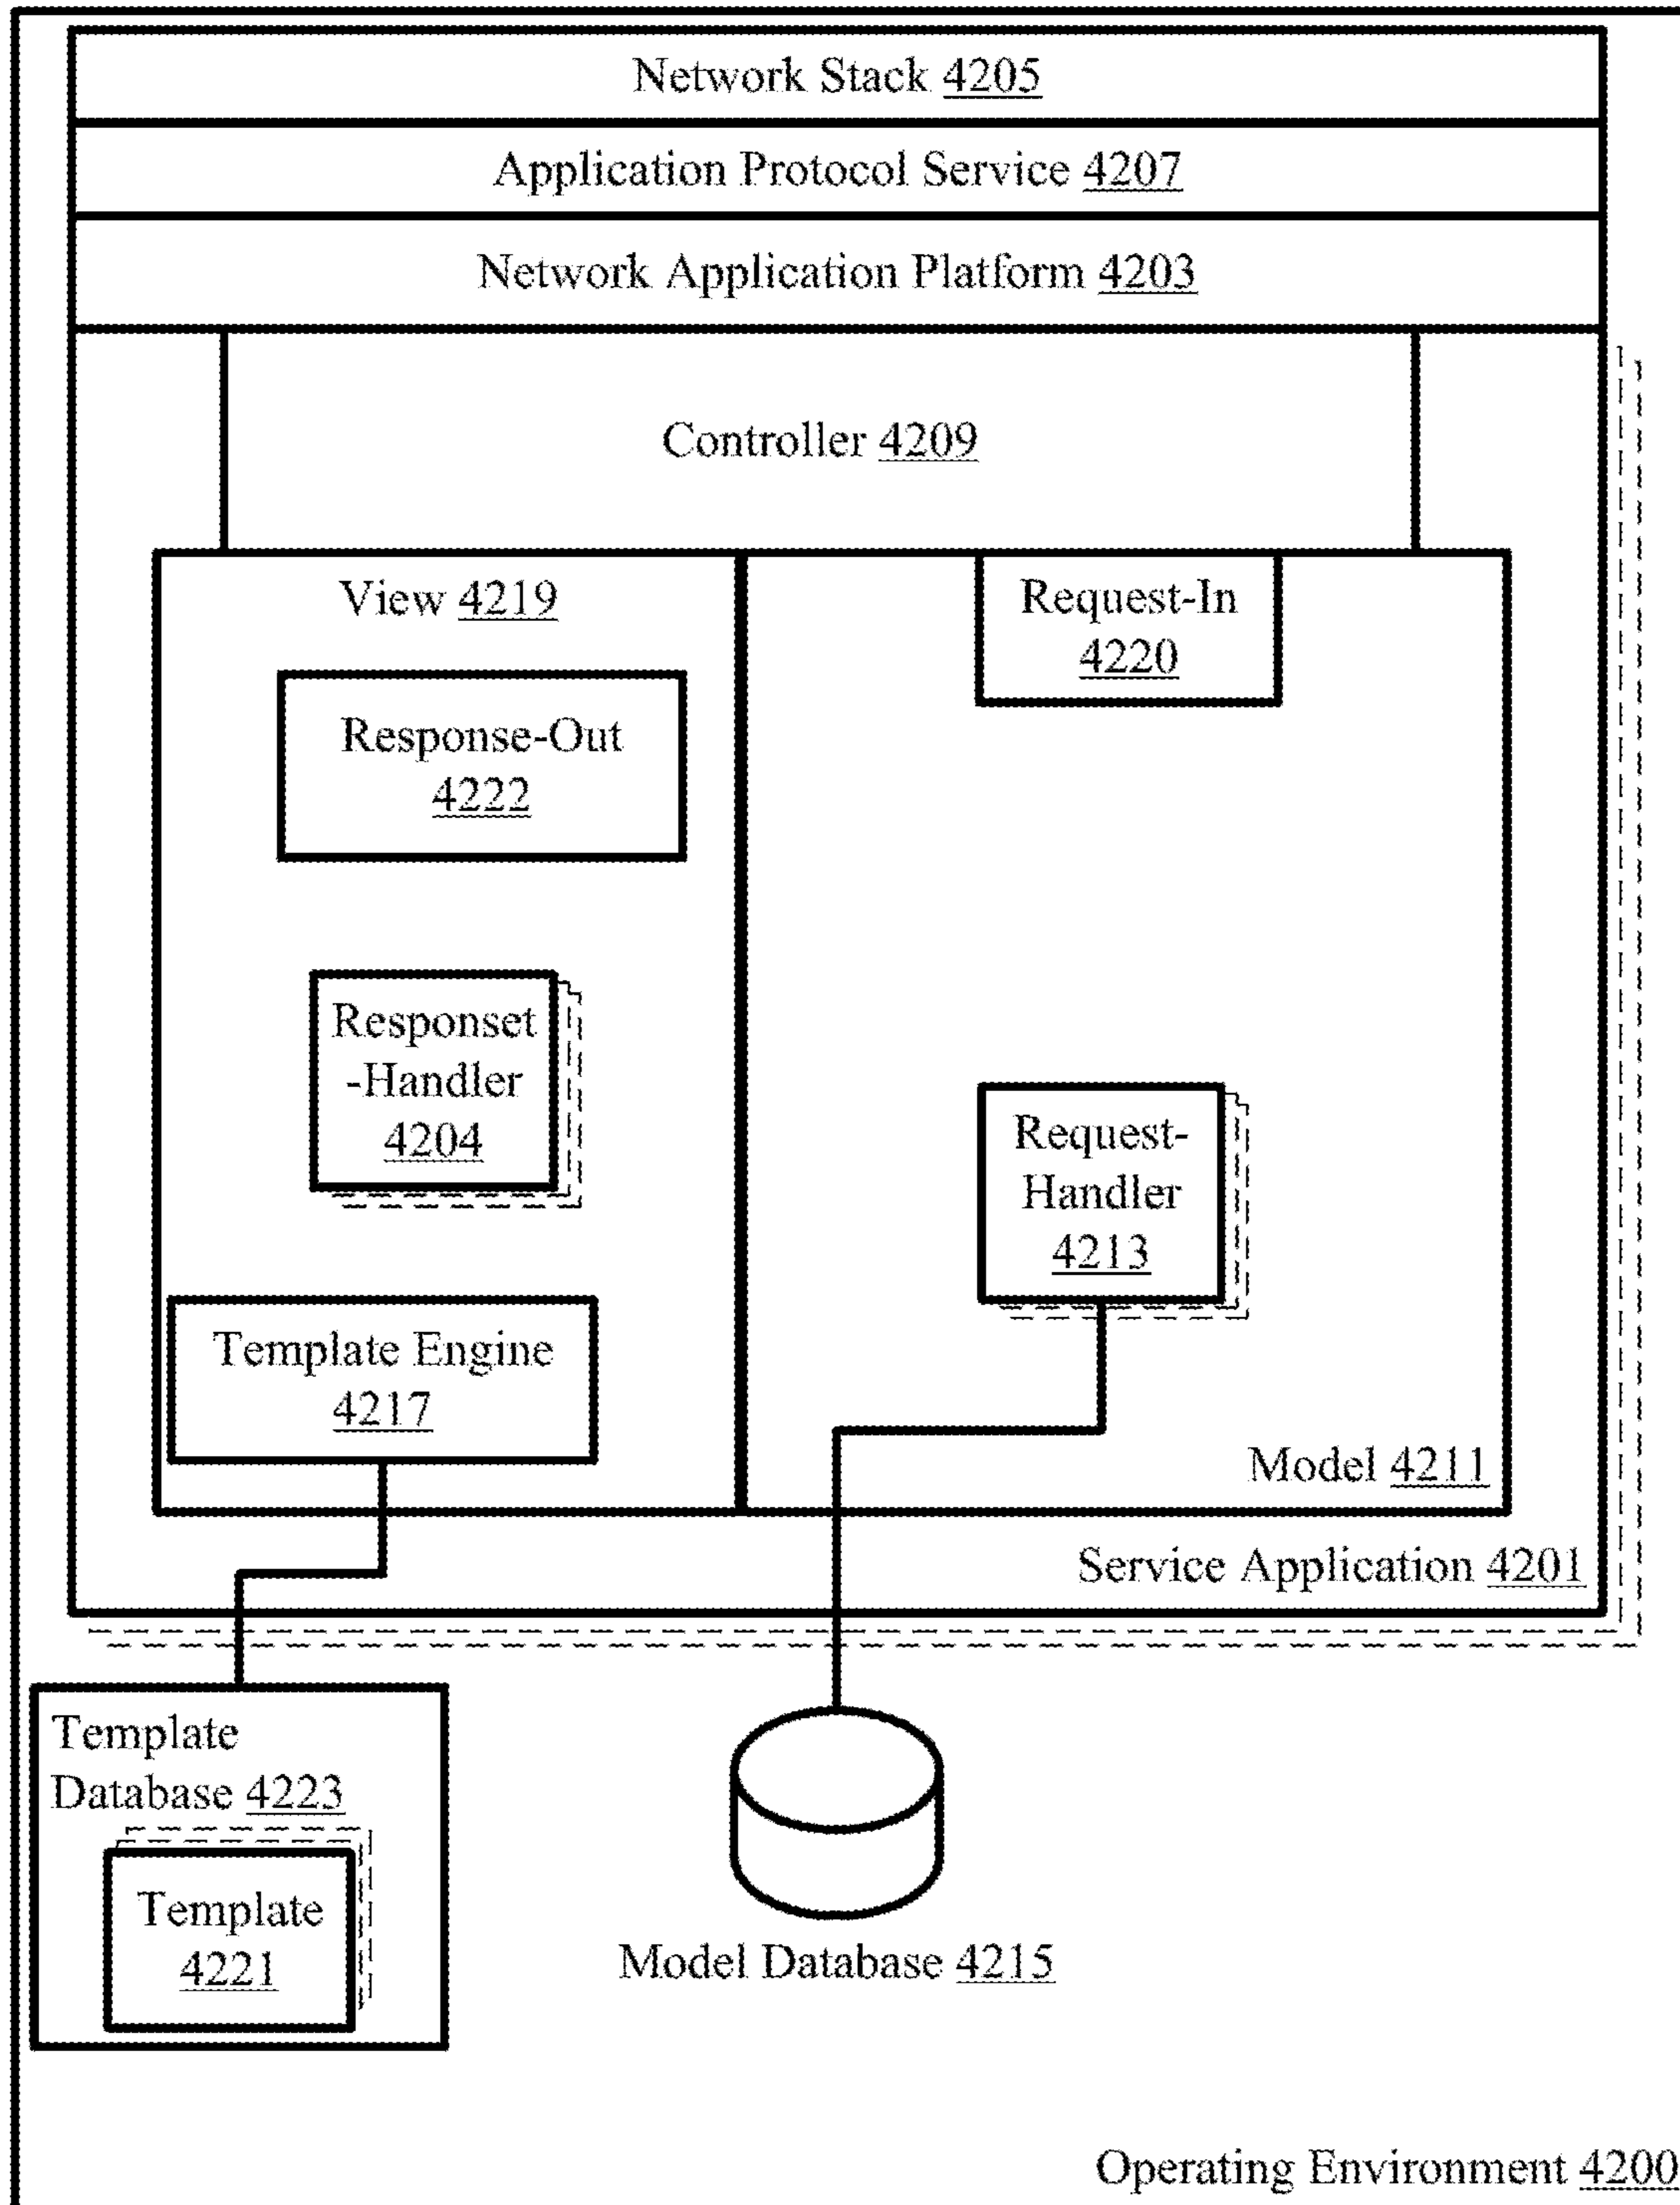 Network Stack 4205
Application Protocol Service 4207
Network Application Platform 4203
Controller 4209
View 4219
Response-Out
4222
Responset
-Handler
4204
Template Engine
4217
Request-In
4220
Request-
Handler
4213
Model 4211
Service Application 4201
Template
Database 4223
Template
4221
Model Database 4215
Operating Environment 4200